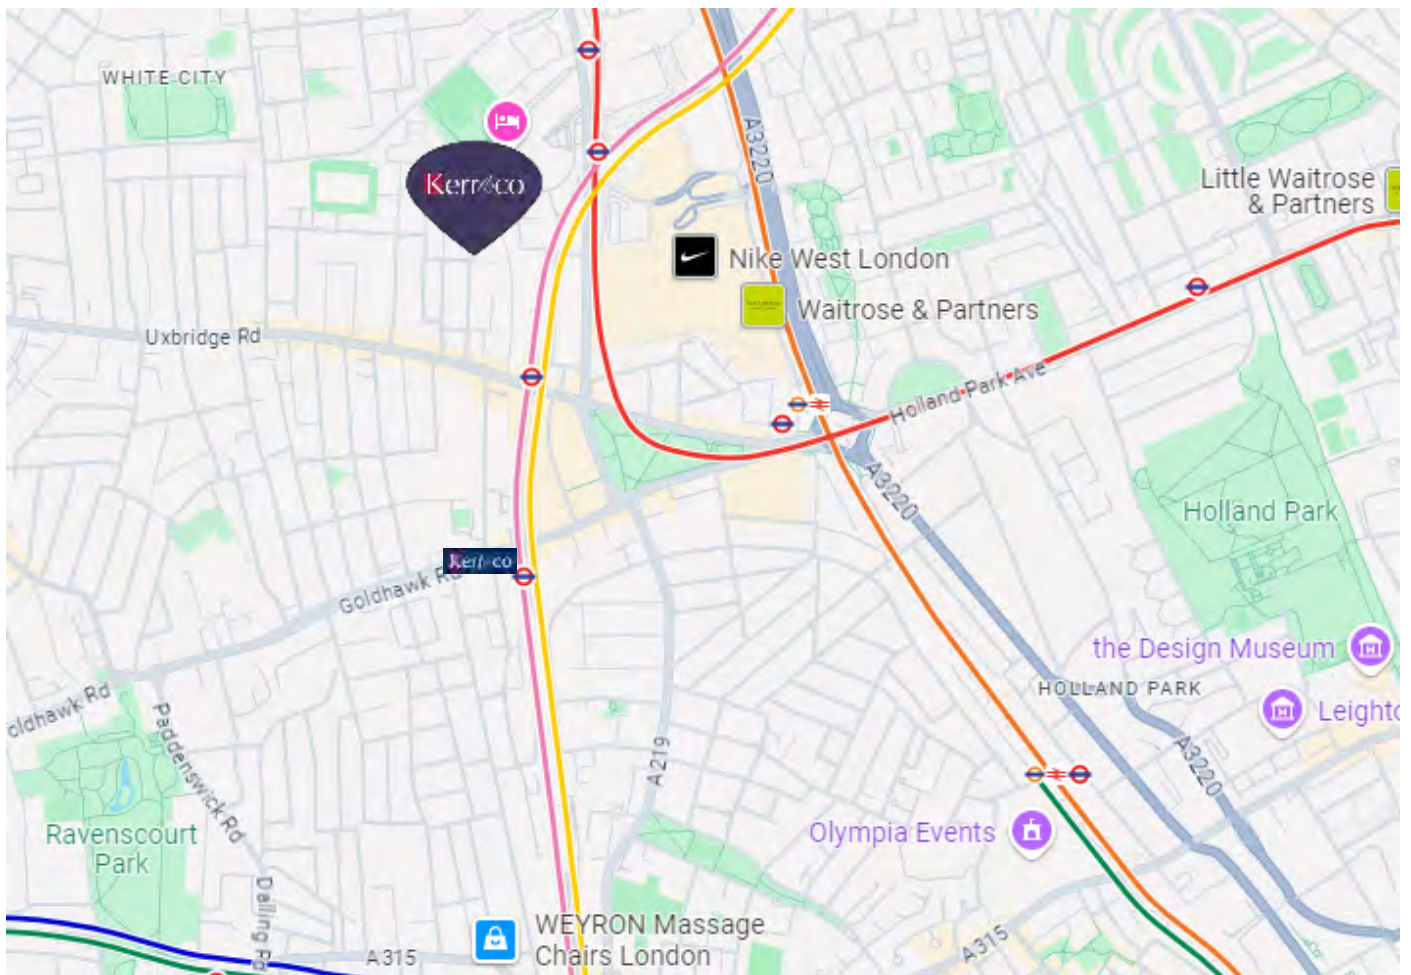 WHITE CITY
A3220
Kerr&co
Little Waitrose
& Partners
Nike West London
Waitrose & Partners
Uxbridge Rd
Holland Park Ave
A3220
Holland Park
Kerr&co
Goldhawk Rd
the Design Museum
HOLLAND PARK
oldhawk Rd
Leighto
Paddenswick Rd
A219
A3220
Ravenscourt
Park
Olympia Events
Dalling Rd
WEYRON Massage
Chairs London
A315
A315